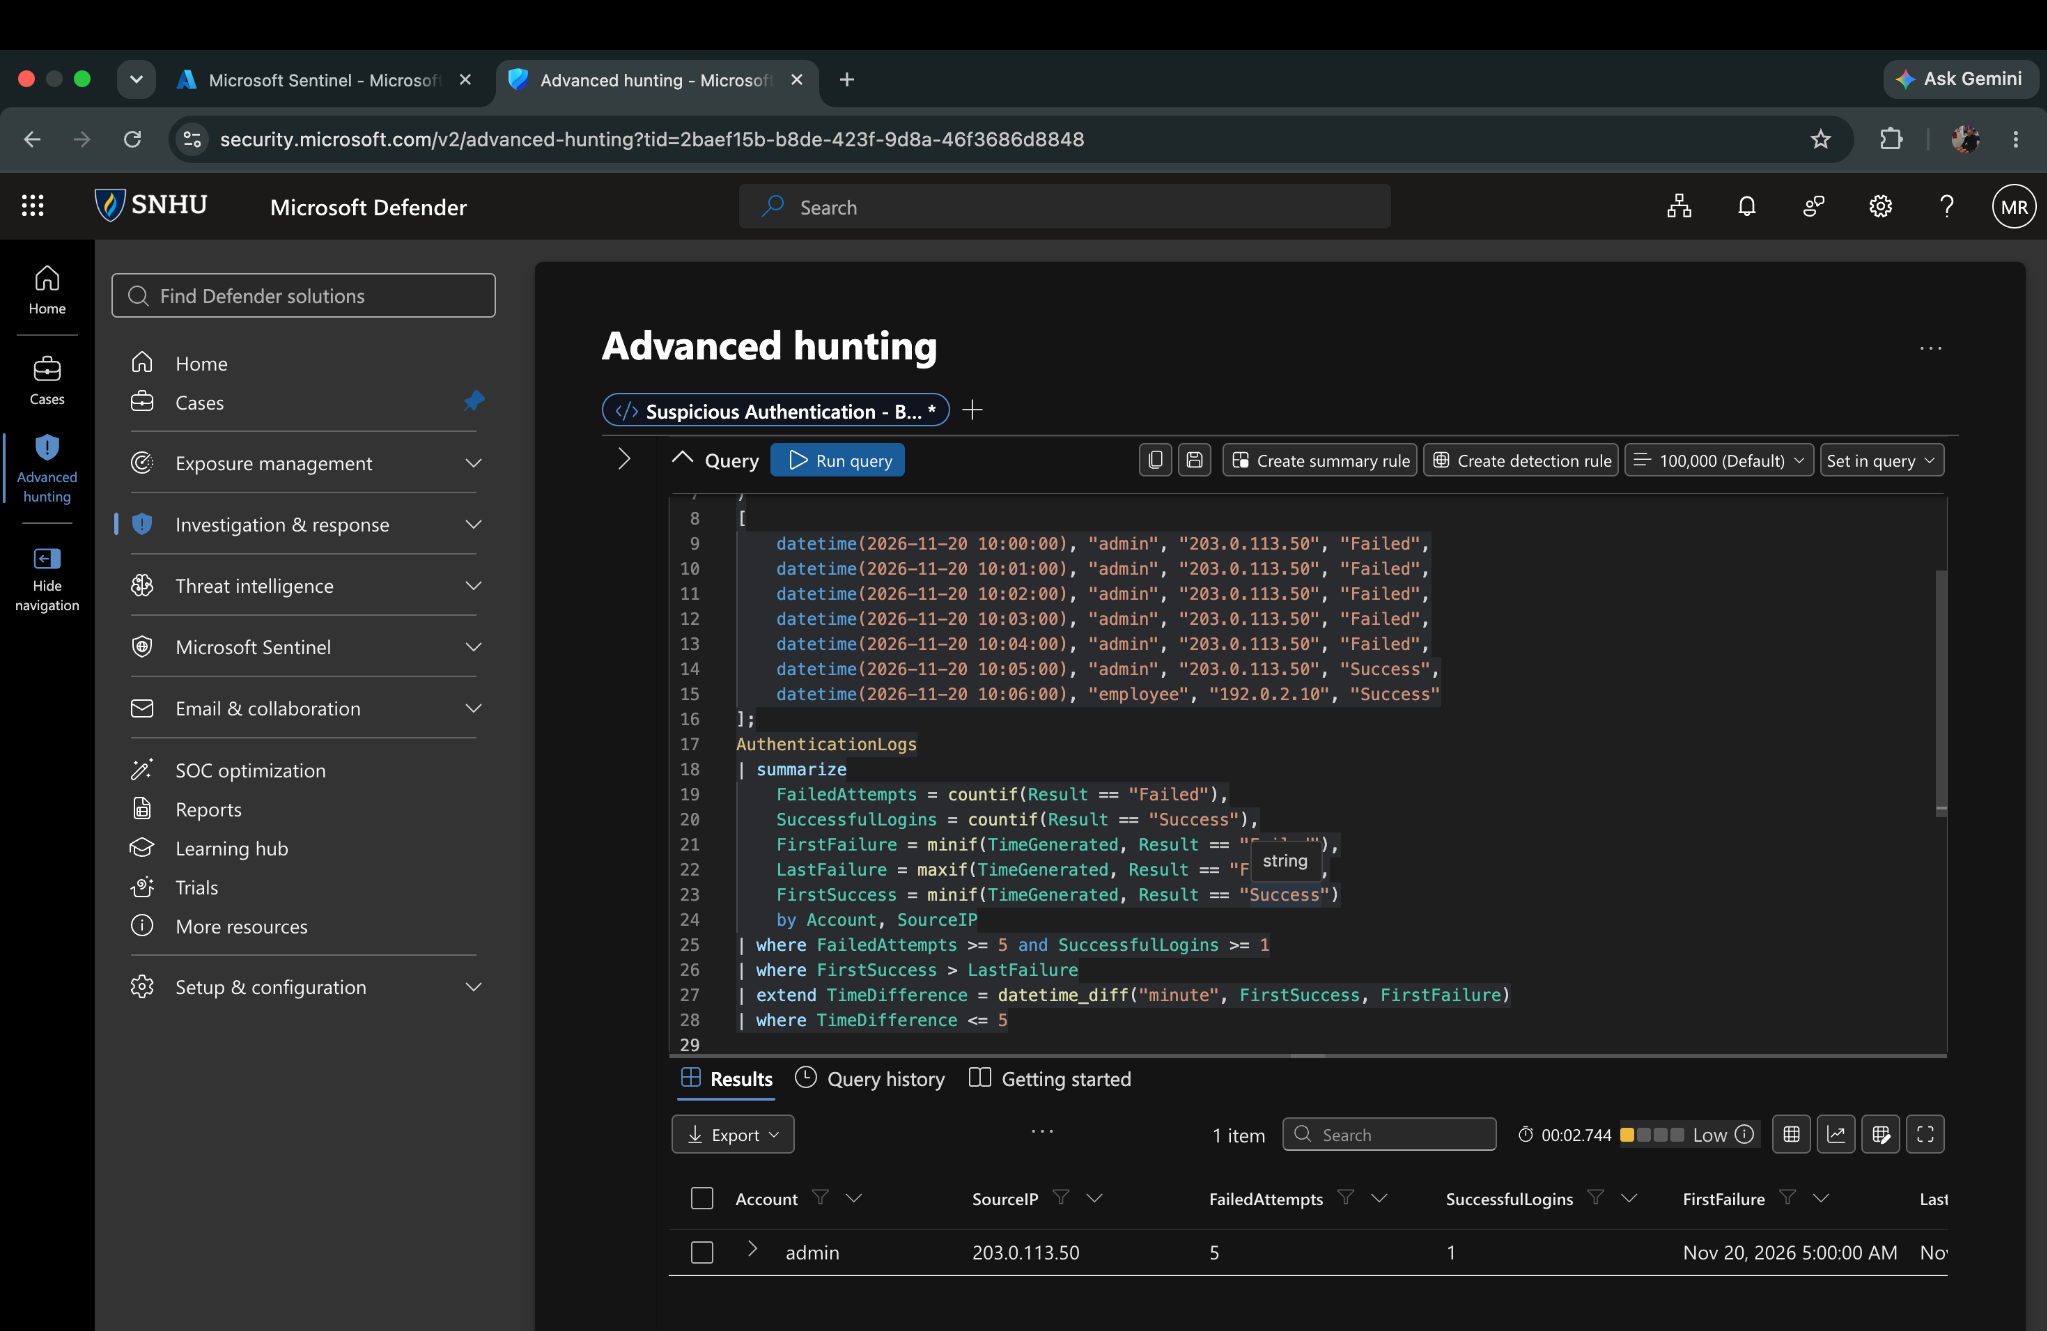 Microsoft Sentinel - Microsoft
Advanced hunting - Microsoft
Ask Gemini
security.microsoft.com/v2/advanced-hunting?tid=2baef15b-b8de-423f-9d8a-46f3686d8848
SNHU
Microsoft Defender
Search
MR
Home
Cases
Advanced hunting
Hide navigation
Find Defender solutions
Home
Cases
Exposure management
Investigation & response
Threat intelligence
Microsoft Sentinel
Email & collaboration
SOC optimization
Reports
Learning hub
Trials
More resources
Setup & configuration
Advanced hunting
</> Suspicious Authentication - B... *
Query
Run query
Create summary rule
Create detection rule
100,000 (Default)
Set in query
7 )
8 [
9 datetime(2026-11-20 10:00:00), "admin", "203.0.113.50", "Failed",
10 datetime(2026-11-20 10:01:00), "admin", "203.0.113.50", "Failed",
11 datetime(2026-11-20 10:02:00), "admin", "203.0.113.50", "Failed",
12 datetime(2026-11-20 10:03:00), "admin", "203.0.113.50", "Failed",
13 datetime(2026-11-20 10:04:00), "admin", "203.0.113.50", "Failed",
14 datetime(2026-11-20 10:05:00), "admin", "203.0.113.50", "Success",
15 datetime(2026-11-20 10:06:00), "employee", "192.0.2.10", "Success"
16 ];
17 AuthenticationLogs
18 | summarize
19 FailedAttempts = countif(Result == "Failed"),
20 SuccessfulLogins = countif(Result == "Success"),
21 FirstFailure = minif(TimeGenerated, Result == "Failed"),
22 LastFailure = maxif(TimeGenerated, Result == "F
string
23 FirstSuccess = minif(TimeGenerated, Result == "Success")
24 by Account, SourceIP
25 | where FailedAttempts >= 5 and SuccessfulLogins >= 1
26 | where FirstSuccess > LastFailure
27 | extend TimeDifference = datetime_diff("minute", FirstSuccess, FirstFailure)
28 | where TimeDifference <= 5
29
Results
Query history
Getting started
Export
1 item
Search
00:02.744
Low
Account SourceIP FailedAttempts SuccessfulLogins FirstFailure Last
admin 203.0.113.50 5 1 Nov 20, 2026 5:00:00 AM Nov